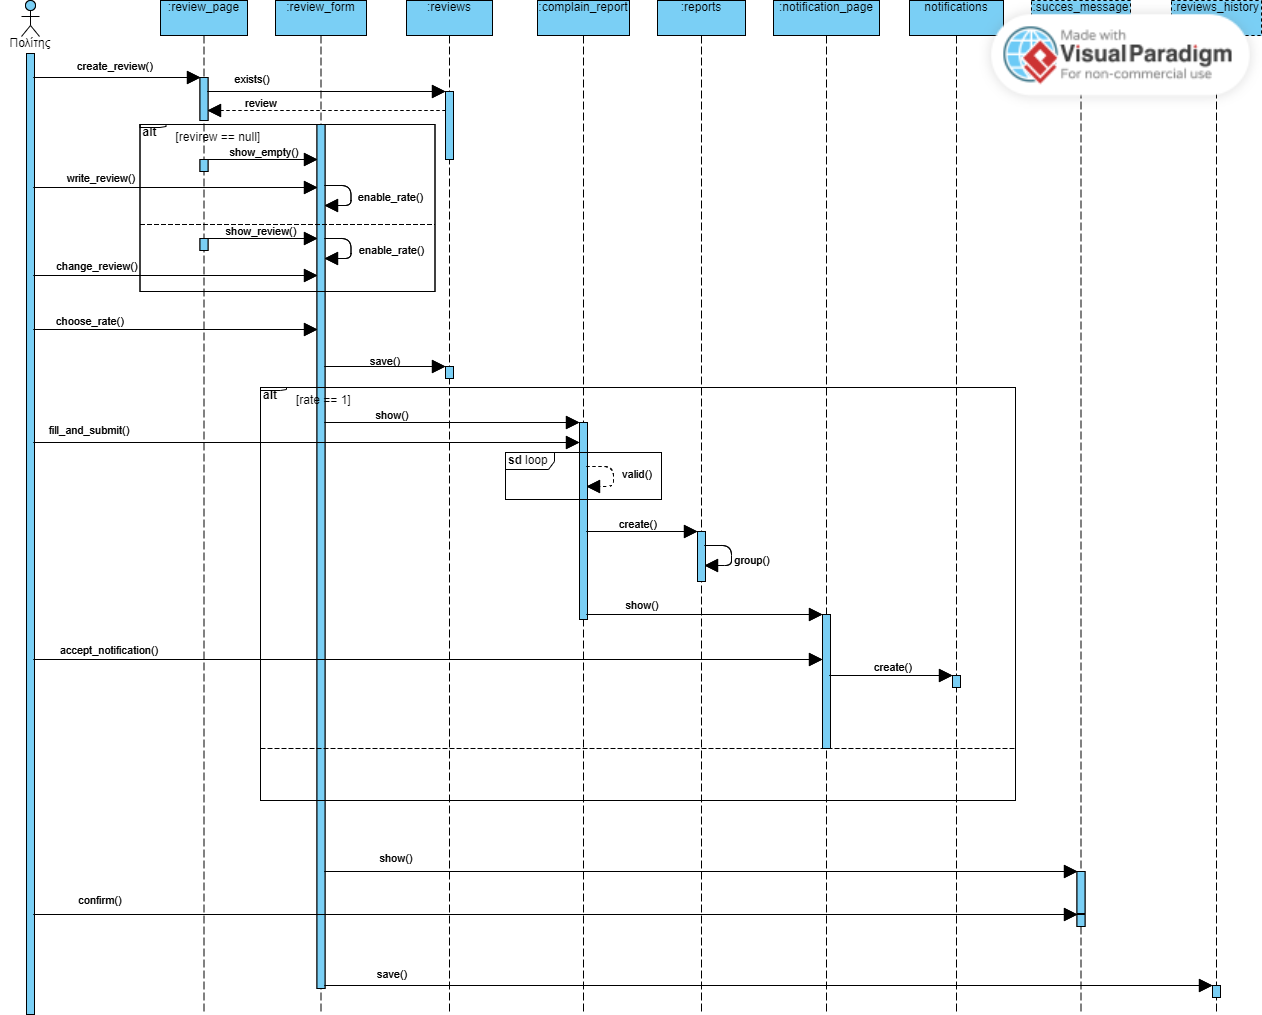 :review_page
:review_form
:reviews
:complain_report
:reports
:notification_page
notifications
:succes_message
:reviews_history
Πολίτης
Made with
VisualParadigm
For non-commercial use
create_review()
exists()
review
alt
[revirew == null]
show_empty()
write_review()
enable_rate()
show_review()
enable_rate()
change_review()
choose_rate()
save()
alt
[rate == 1]
show()
fill_and_submit()
sd loop
valid()
create()
group()
show()
accept_notification()
create()
show()
confirm()
save()